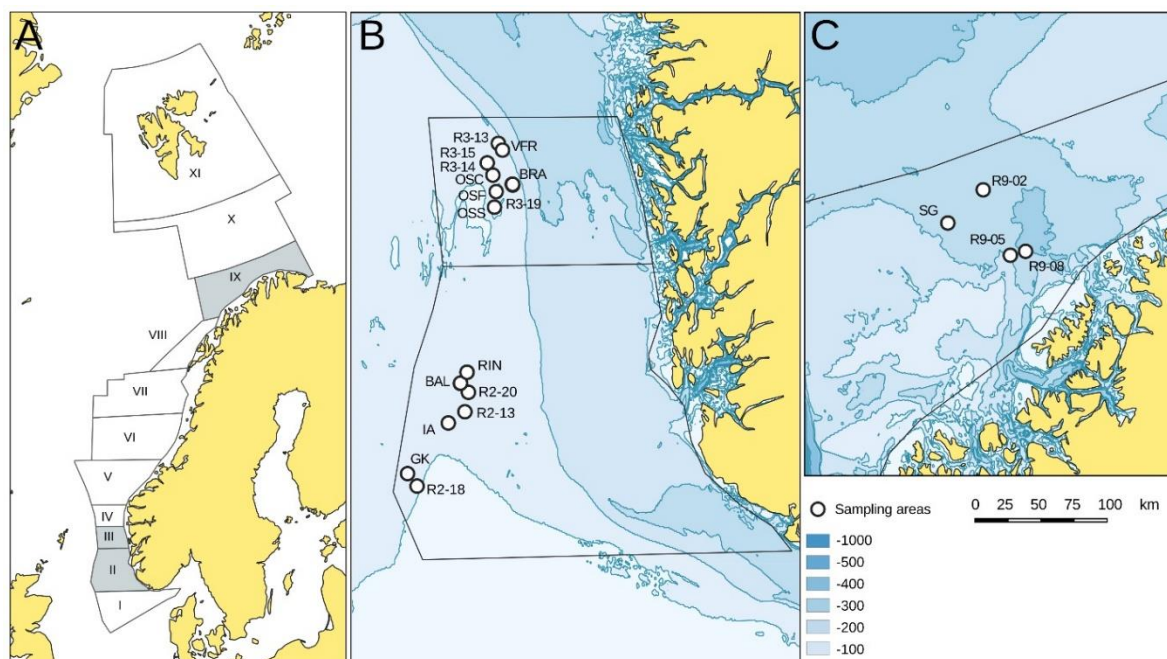 A
XI
X
IX
VIII
VII
VI
V
IV
III
II
I
B
R3-13
VFR
R3-15
R3-14
BRA
OSC
OSF
R3-19
OSS
RIN
BAL
R2-20
R2-13
IA
GK
R2-18
C
R9-02
SG
R9-05
R9-08
Sampling areas
0 25 50 75 100 km
-1000
-500
-400
-300
-200
-100